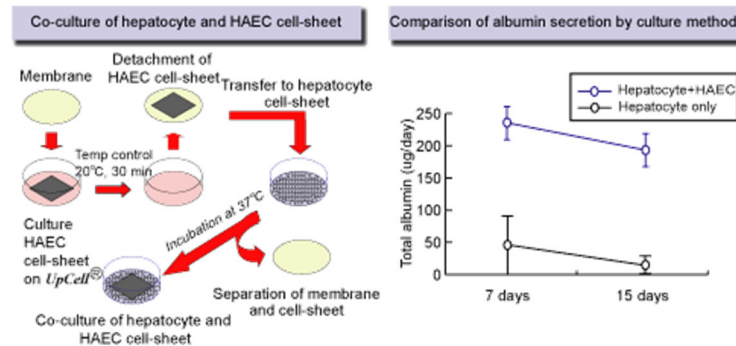 Co-culture of hepatocyte and HAEC cell-sheet
Membrane
Detachment of
HAEC cell-sheet
Transfer to hepatocyte
cell-sheet
Temp control
20℃, 30 min
Culture
HAEC
cell-sheet
on UpCell®
Incubation at 37℃
Separation of membrane
and cell-sheet
Co-culture of hepatocyte and
HAEC cell-sheet
Comparison of albumin secretion by culture method
Hepatocyte+HAEC
Hepatocyte only
Total albumin (ug/day)
250
200
150
100
50
0
7 days
15 days